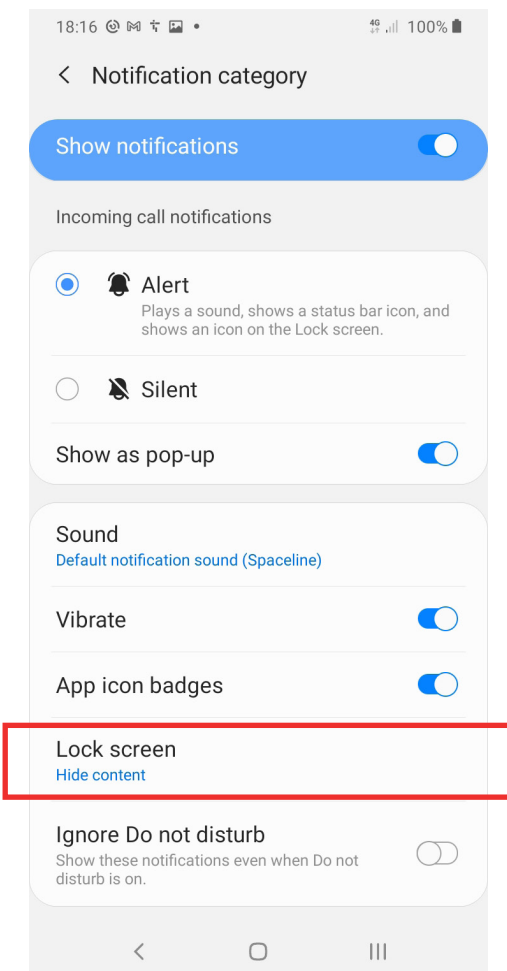 18:16
4G 100%
Notification category
Show notifications
Incoming call notifications
Alert
Plays a sound, shows a status bar icon, and
shows an icon on the Lock screen.
Silent
Show as pop-up
Sound
Default notification sound (Spaceline)
Vibrate
App icon badges
Lock screen
Hide content
Ignore Do not disturb
Show these notifications even when Do not
disturb is on.